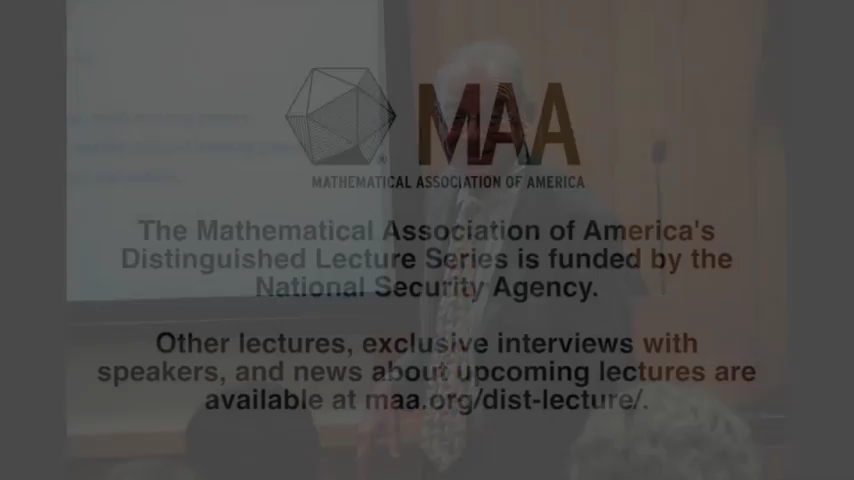 MAA
®
MATHEMATICAL ASSOCIATION OF AMERICA
The Mathematical Association of America's
Distinguished Lecture Series is funded by the
National Security Agency.
Other lectures, exclusive interviews with
speakers, and news about upcoming lectures are
available at maa.org/dist-lecture/.